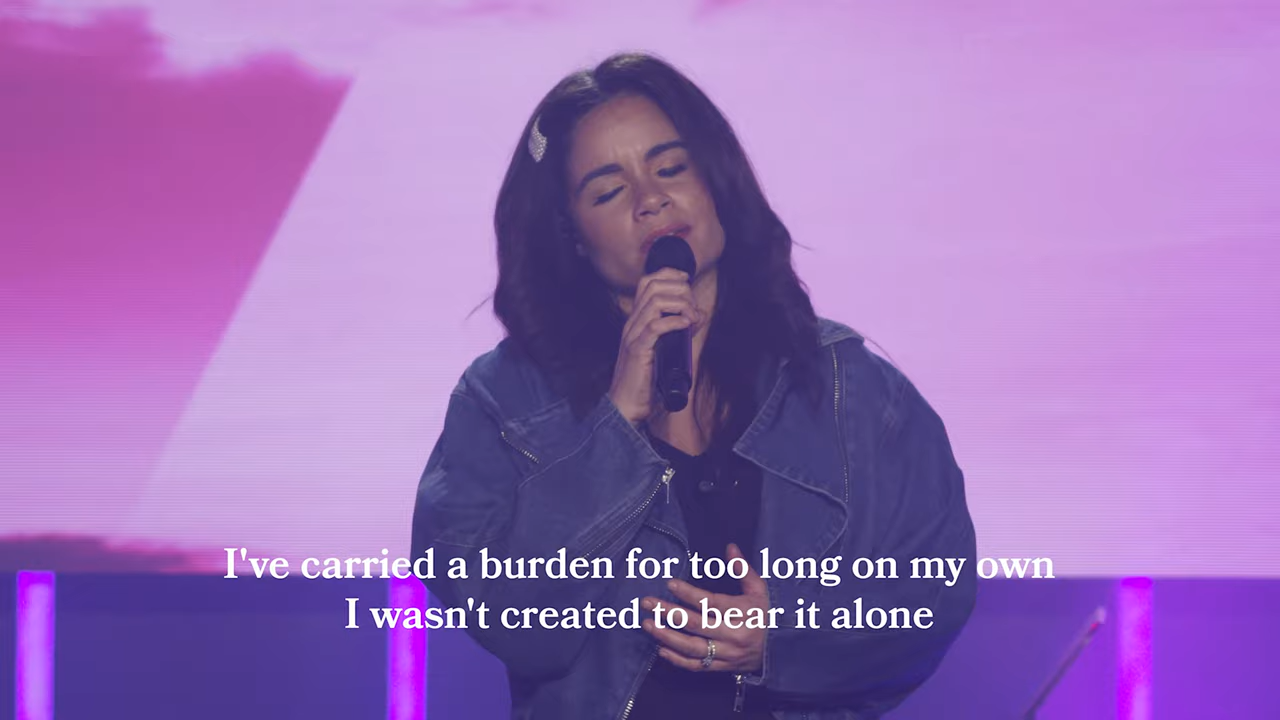 I've carried a burden for too long on my own
I wasn't created to bear it alone